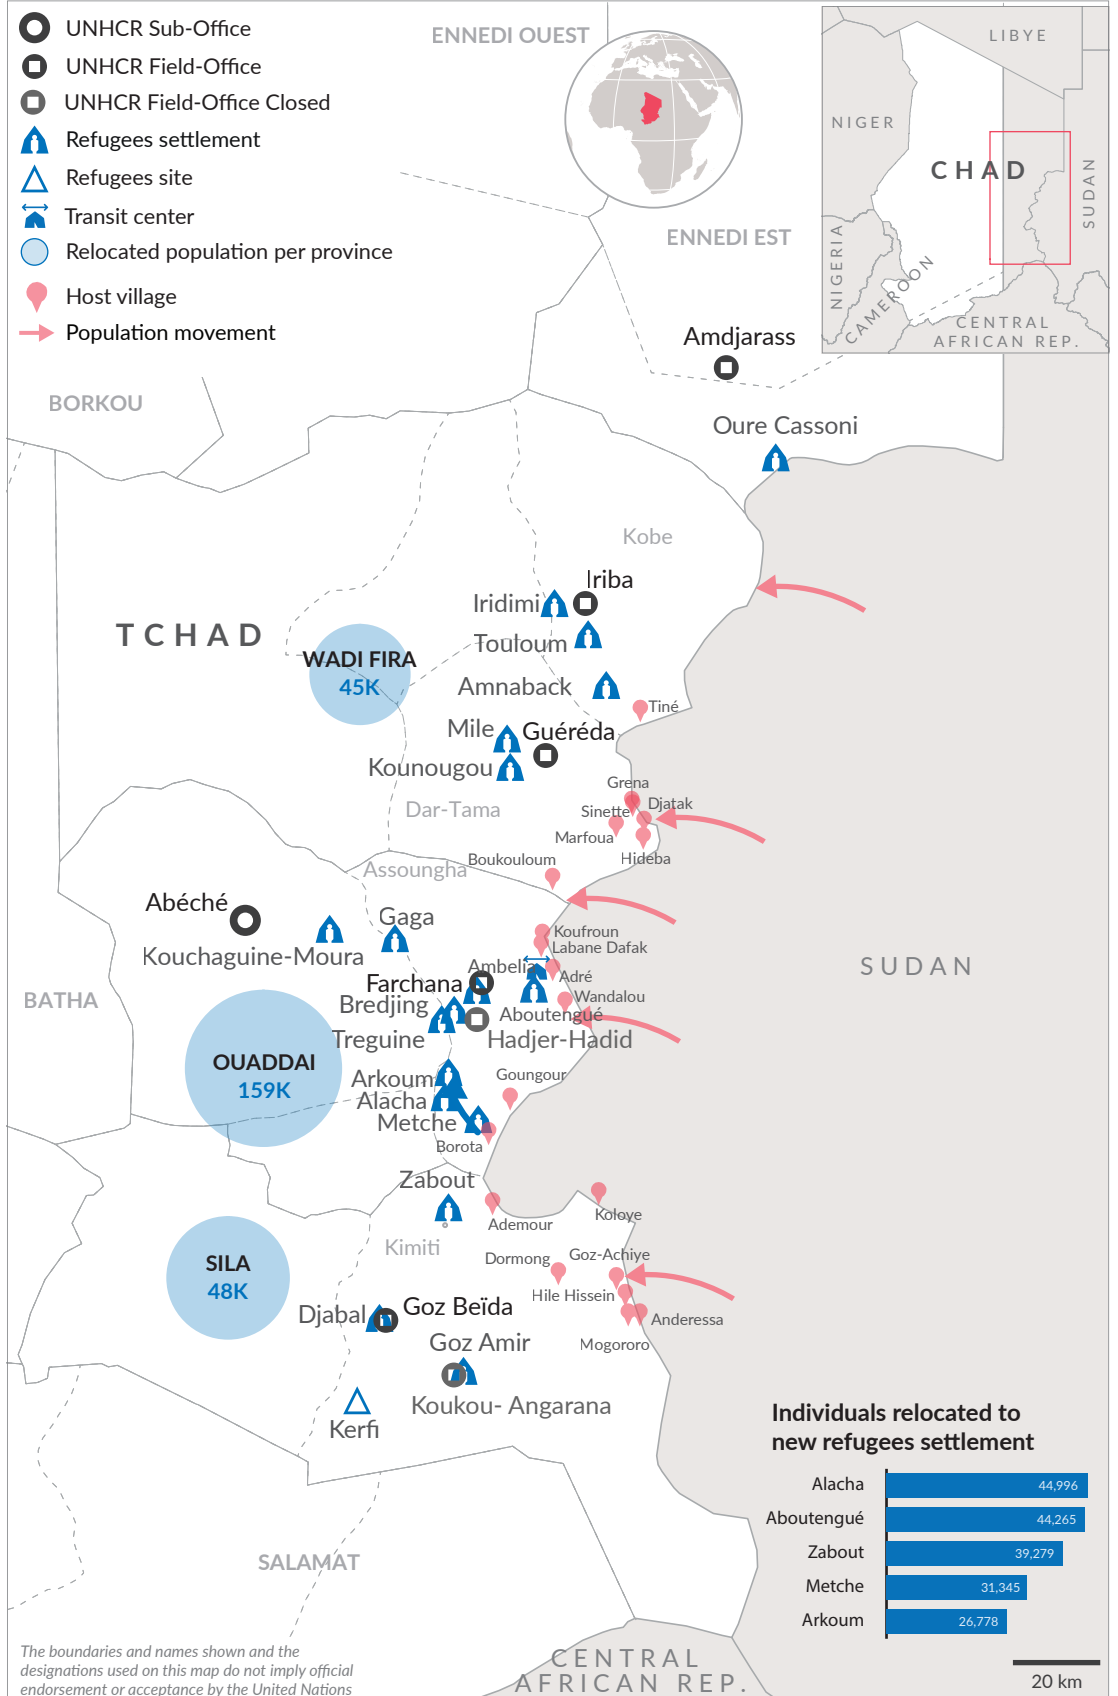 UNHCR Sub-Office
UNHCR Field-Office
UNHCR Field-Office Closed
Refugees settlement
Refugees site
Transit center
Relocated population per province
Host village
Population movement
ENNEDI OUEST
LIBYE
NIGER
CHAD
SUDAN
NIGERIA
CAMEROON
CENTRAL
AFRICAN REP.
ENNEDI EST
Amdjarass
BORKOU
Oure Cassoni
Kobe
Iriba
Iridimi
TCHAD
Touloum
WADI FIRA
45K
Amnaback
Tiné
Mile
Guéréda
Kounougou
Grena
Dar-Tama
Sinette
Djatak
Marfoua
Hideba
Boukouloum
Assoungha
Abéché
Gaga
Koufroun
Kouchaguine-Moura
Labane Dafak
Ambelia
Adré
SUDAN
Farchana
BATHA
Bredjing
Wandalou
Aboutengué
Treguine
Hadjer-Hadid
OUADDAI
159K
Arkoum
Goungour
Alacha
Metche
Borota
Zabout
Ademour
Koloye
Kimiti
Dormong
Goz-Achiye
SILA
48K
Hile Hissein
Djabal
Goz Beïda
Anderessa
Goz Amir
Mogororo
Koukou- Angarana
Kerfi
Individuals relocated to
new refugees settlement
Alacha 44,996
Aboutengué 44,265
Zabout 39,279
Metche 31,345
Arkoum 26,778
SALAMAT
The boundaries and names shown and the
designations used on this map do not imply official
endorsement or acceptance by the United Nations
CENTRAL
AFRICAN REP.
20 km